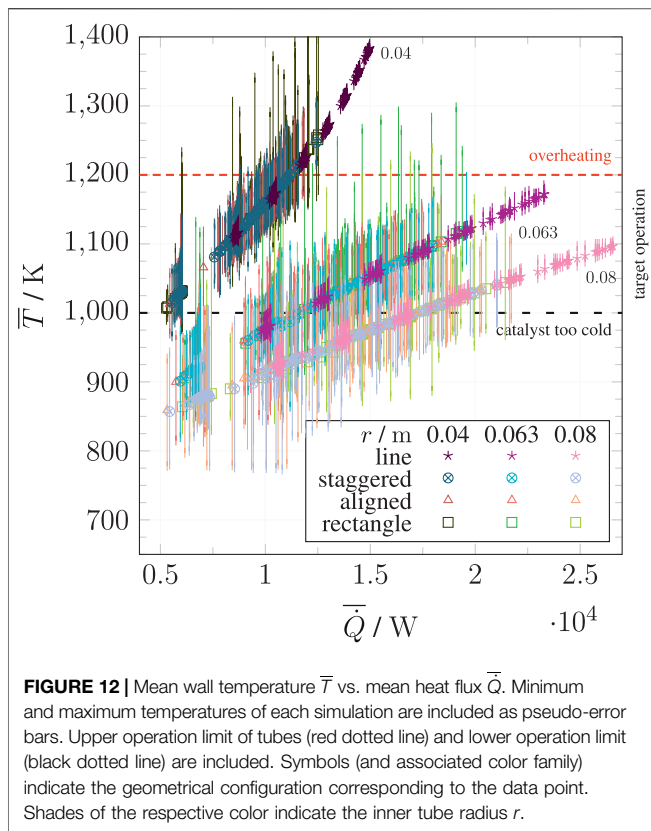 1,400
1,300
1,200
1,100
1,000
900
800
700
T / K
0.04
overheating
0.063
0.08
catalyst too cold
target operation
r / m 0.04 0.063 0.08
line
staggered
aligned
rectangle
0.5 1 1.5 2 2.5
Q̇ / W
·10⁴
FIGURE 12 | Mean wall temperature T̿ vs. mean heat flux Q̇. Minimum
and maximum temperatures of each simulation are included as pseudo-error
bars. Upper operation limit of tubes (red dotted line) and lower operation limit
(black dotted line) are included. Symbols (and associated color family)
indicate the geometrical configuration corresponding to the data point.
Shades of the respective color indicate the inner tube radius r.